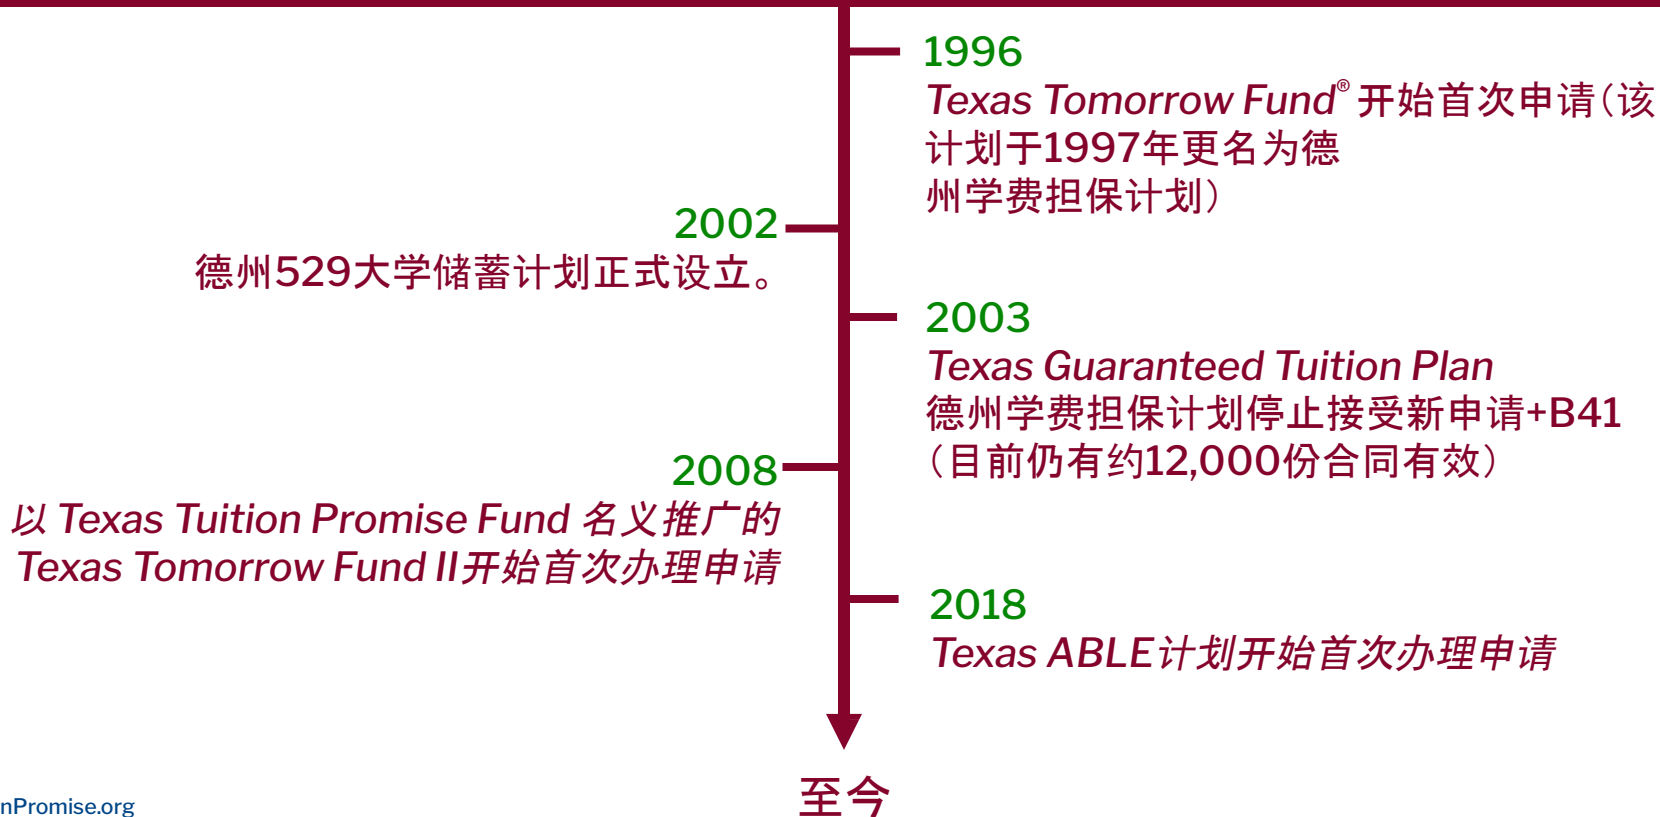 1996
Texas Tomorrow Fund® 开始首次申请（该
计划于1997年更名为德
州学费担保计划）
2002
德州529大学储蓄计划正式设立。
2003
Texas Guaranteed Tuition Plan
德州学费担保计划停止接受新申请+B41
（目前仍有约12,000份合同有效）
2008
以 Texas Tuition Promise Fund 名义推广的
Texas Tomorrow Fund II开始首次办理申请
2018
Texas ABLE计划开始首次办理申请
至今
nPromise.org